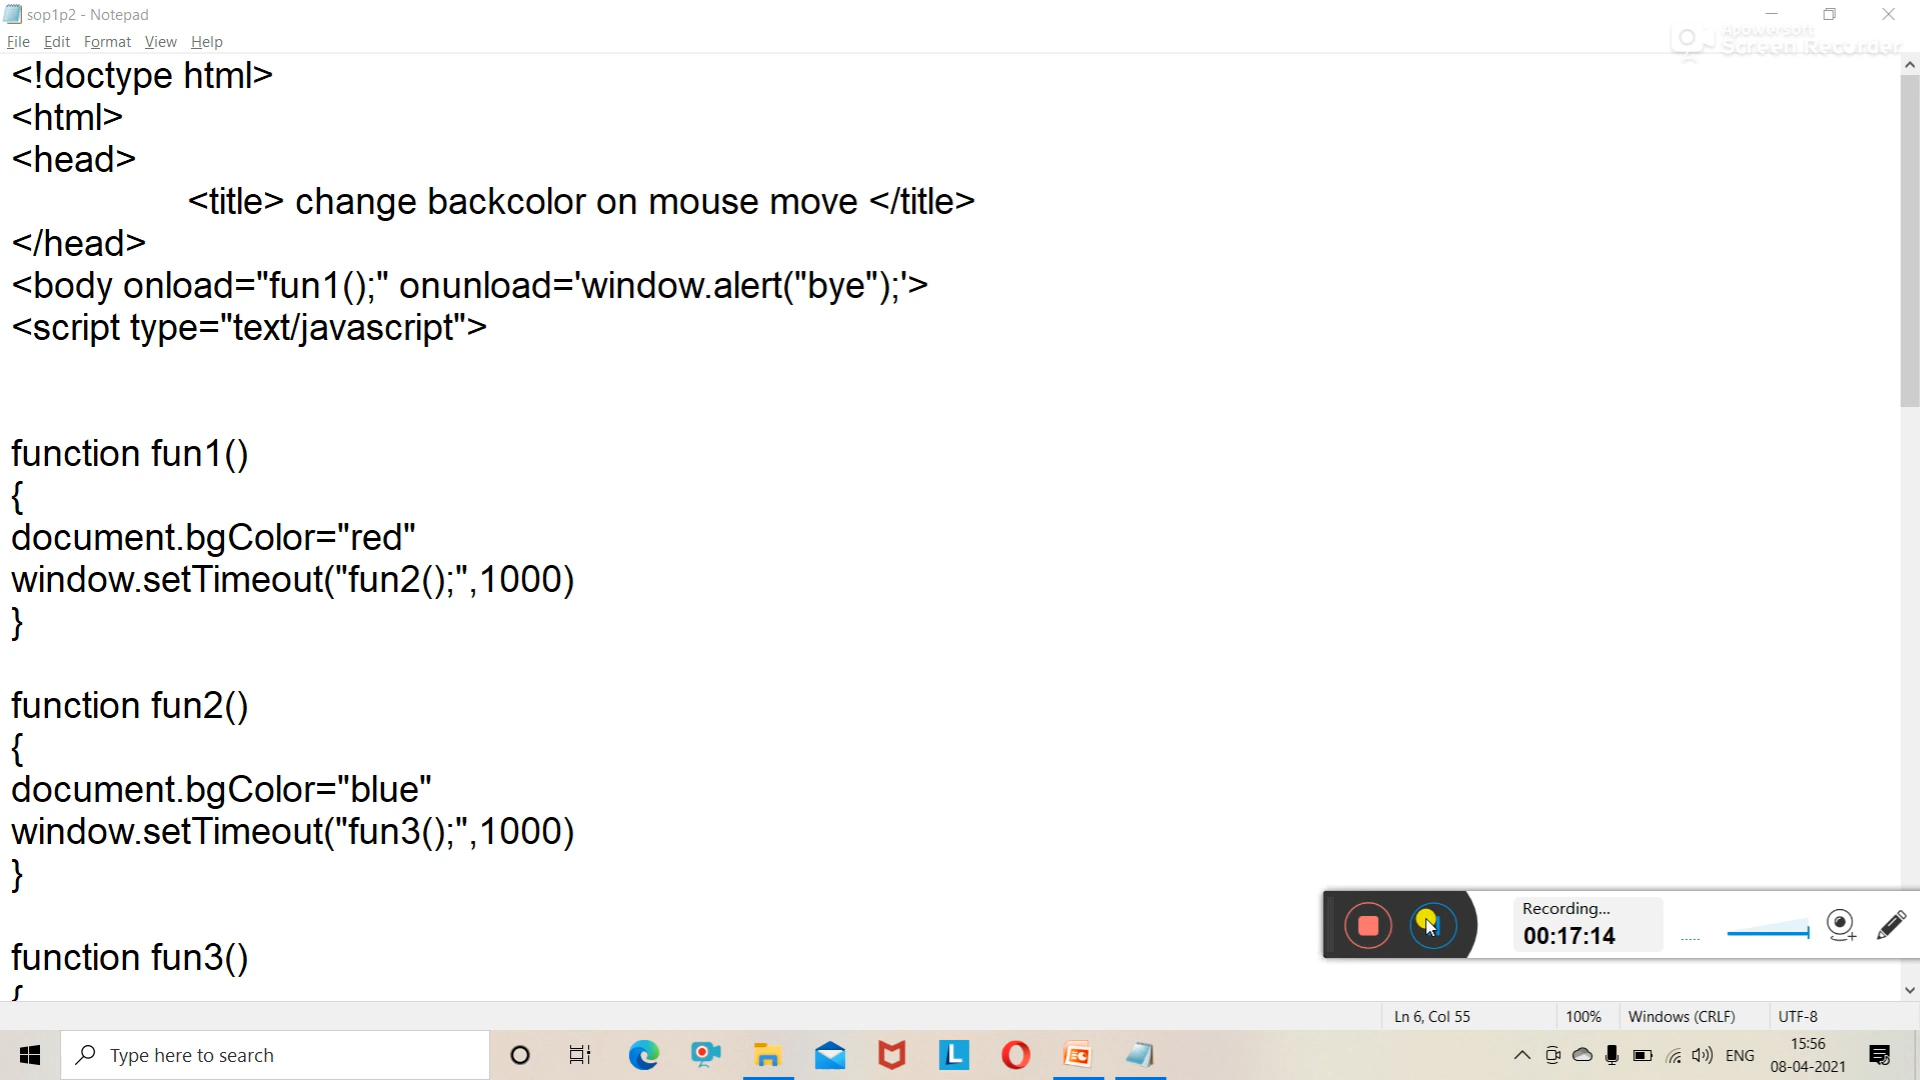 sop1p2 - Notepad
File Edit Format View Help
Apowersoft
Screen Recorder
<!doctype html>
<html>
<head>
<title> change backcolor on mouse move </title>
</head>
<body onload="fun1();" onunload='window.alert("bye");'>
<script type="text/javascript">
function fun1()
{
document.bgColor="red"
window.setTimeout("fun2();",1000)
}
function fun2()
{
document.bgColor="blue"
window.setTimeout("fun3();",1000)
}
function fun3()
{
Recording...
00:17:14
Ln 6, Col 55 100% Windows (CRLF) UTF-8
Type here to search
L
ENG
15:56
08-04-2021